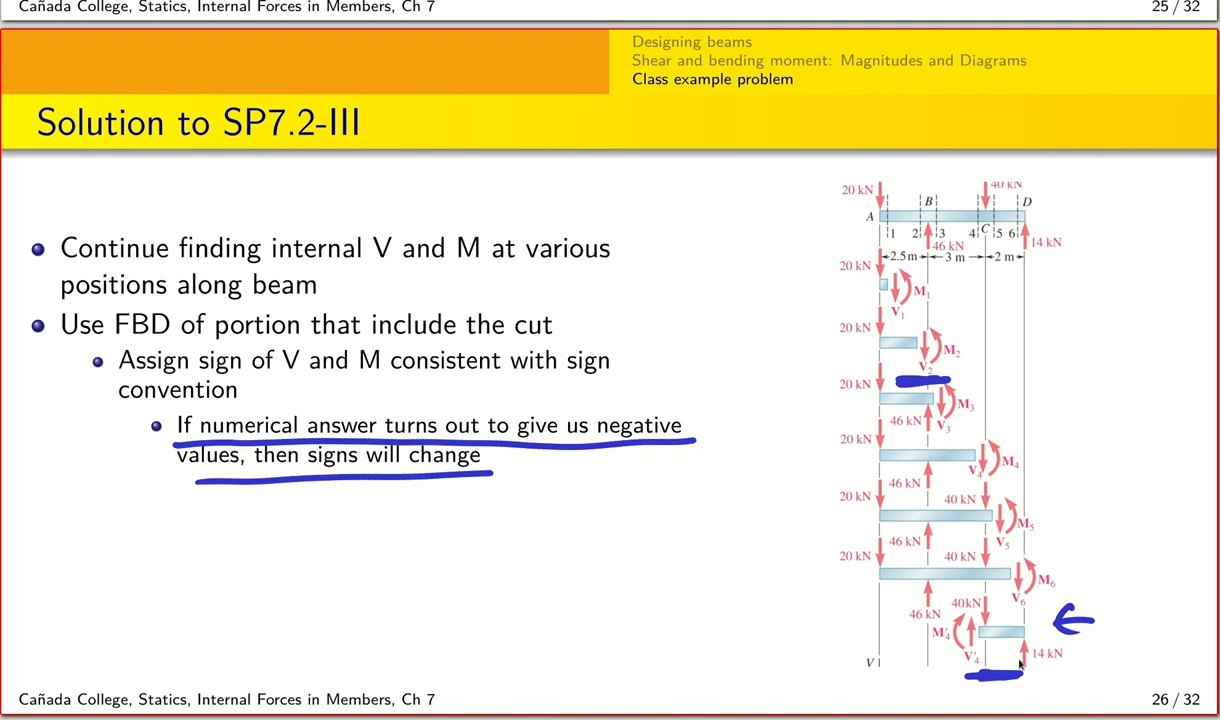 Cañada College, Statics, Internal Forces in Members, Ch 7 25 / 32
Designing beams
Shear and bending moment: Magnitudes and Diagrams
Class example problem
Solution to SP7.2-III
Continue finding internal V and M at various
positions along beam
Use FBD of portion that include the cut
Assign sign of V and M consistent with sign
convention
If numerical answer turns out to give us negative
values, then signs will change
20 kN 40 kN
A B D
1 2 3 4 C 5 6
46 kN 14 kN
2.5 m 3 m 2 m
20 kN
M1
V1
20 kN
M2
V2
20 kN
M3
46 kN V3
20 kN
M4
V4
46 kN
20 kN 40 kN
M5
46 kN V5
20 kN 40 kN
M6
V6
46 kN 40kN
M'4
V'4 14 kN
V
Cañada College, Statics, Internal Forces in Members, Ch 7 26 / 32